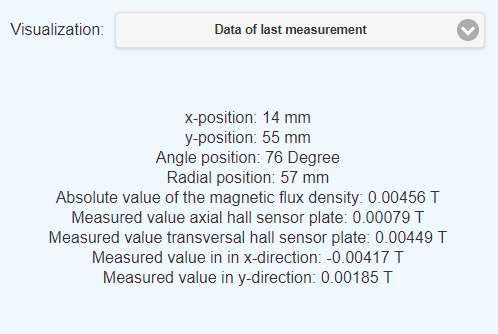 Visualization: Data of last measurement
x-position: 14 mm
y-position: 55 mm
Angle position: 76 Degree
Radial position: 57 mm
Absolute value of the magnetic flux density: 0.00456 T
Measured value axial hall sensor plate: 0.00079 T
Measured value transversal hall sensor plate: 0.00449 T
Measured value in in x-direction: -0.00417 T
Measured value in y-direction: 0.00185 T